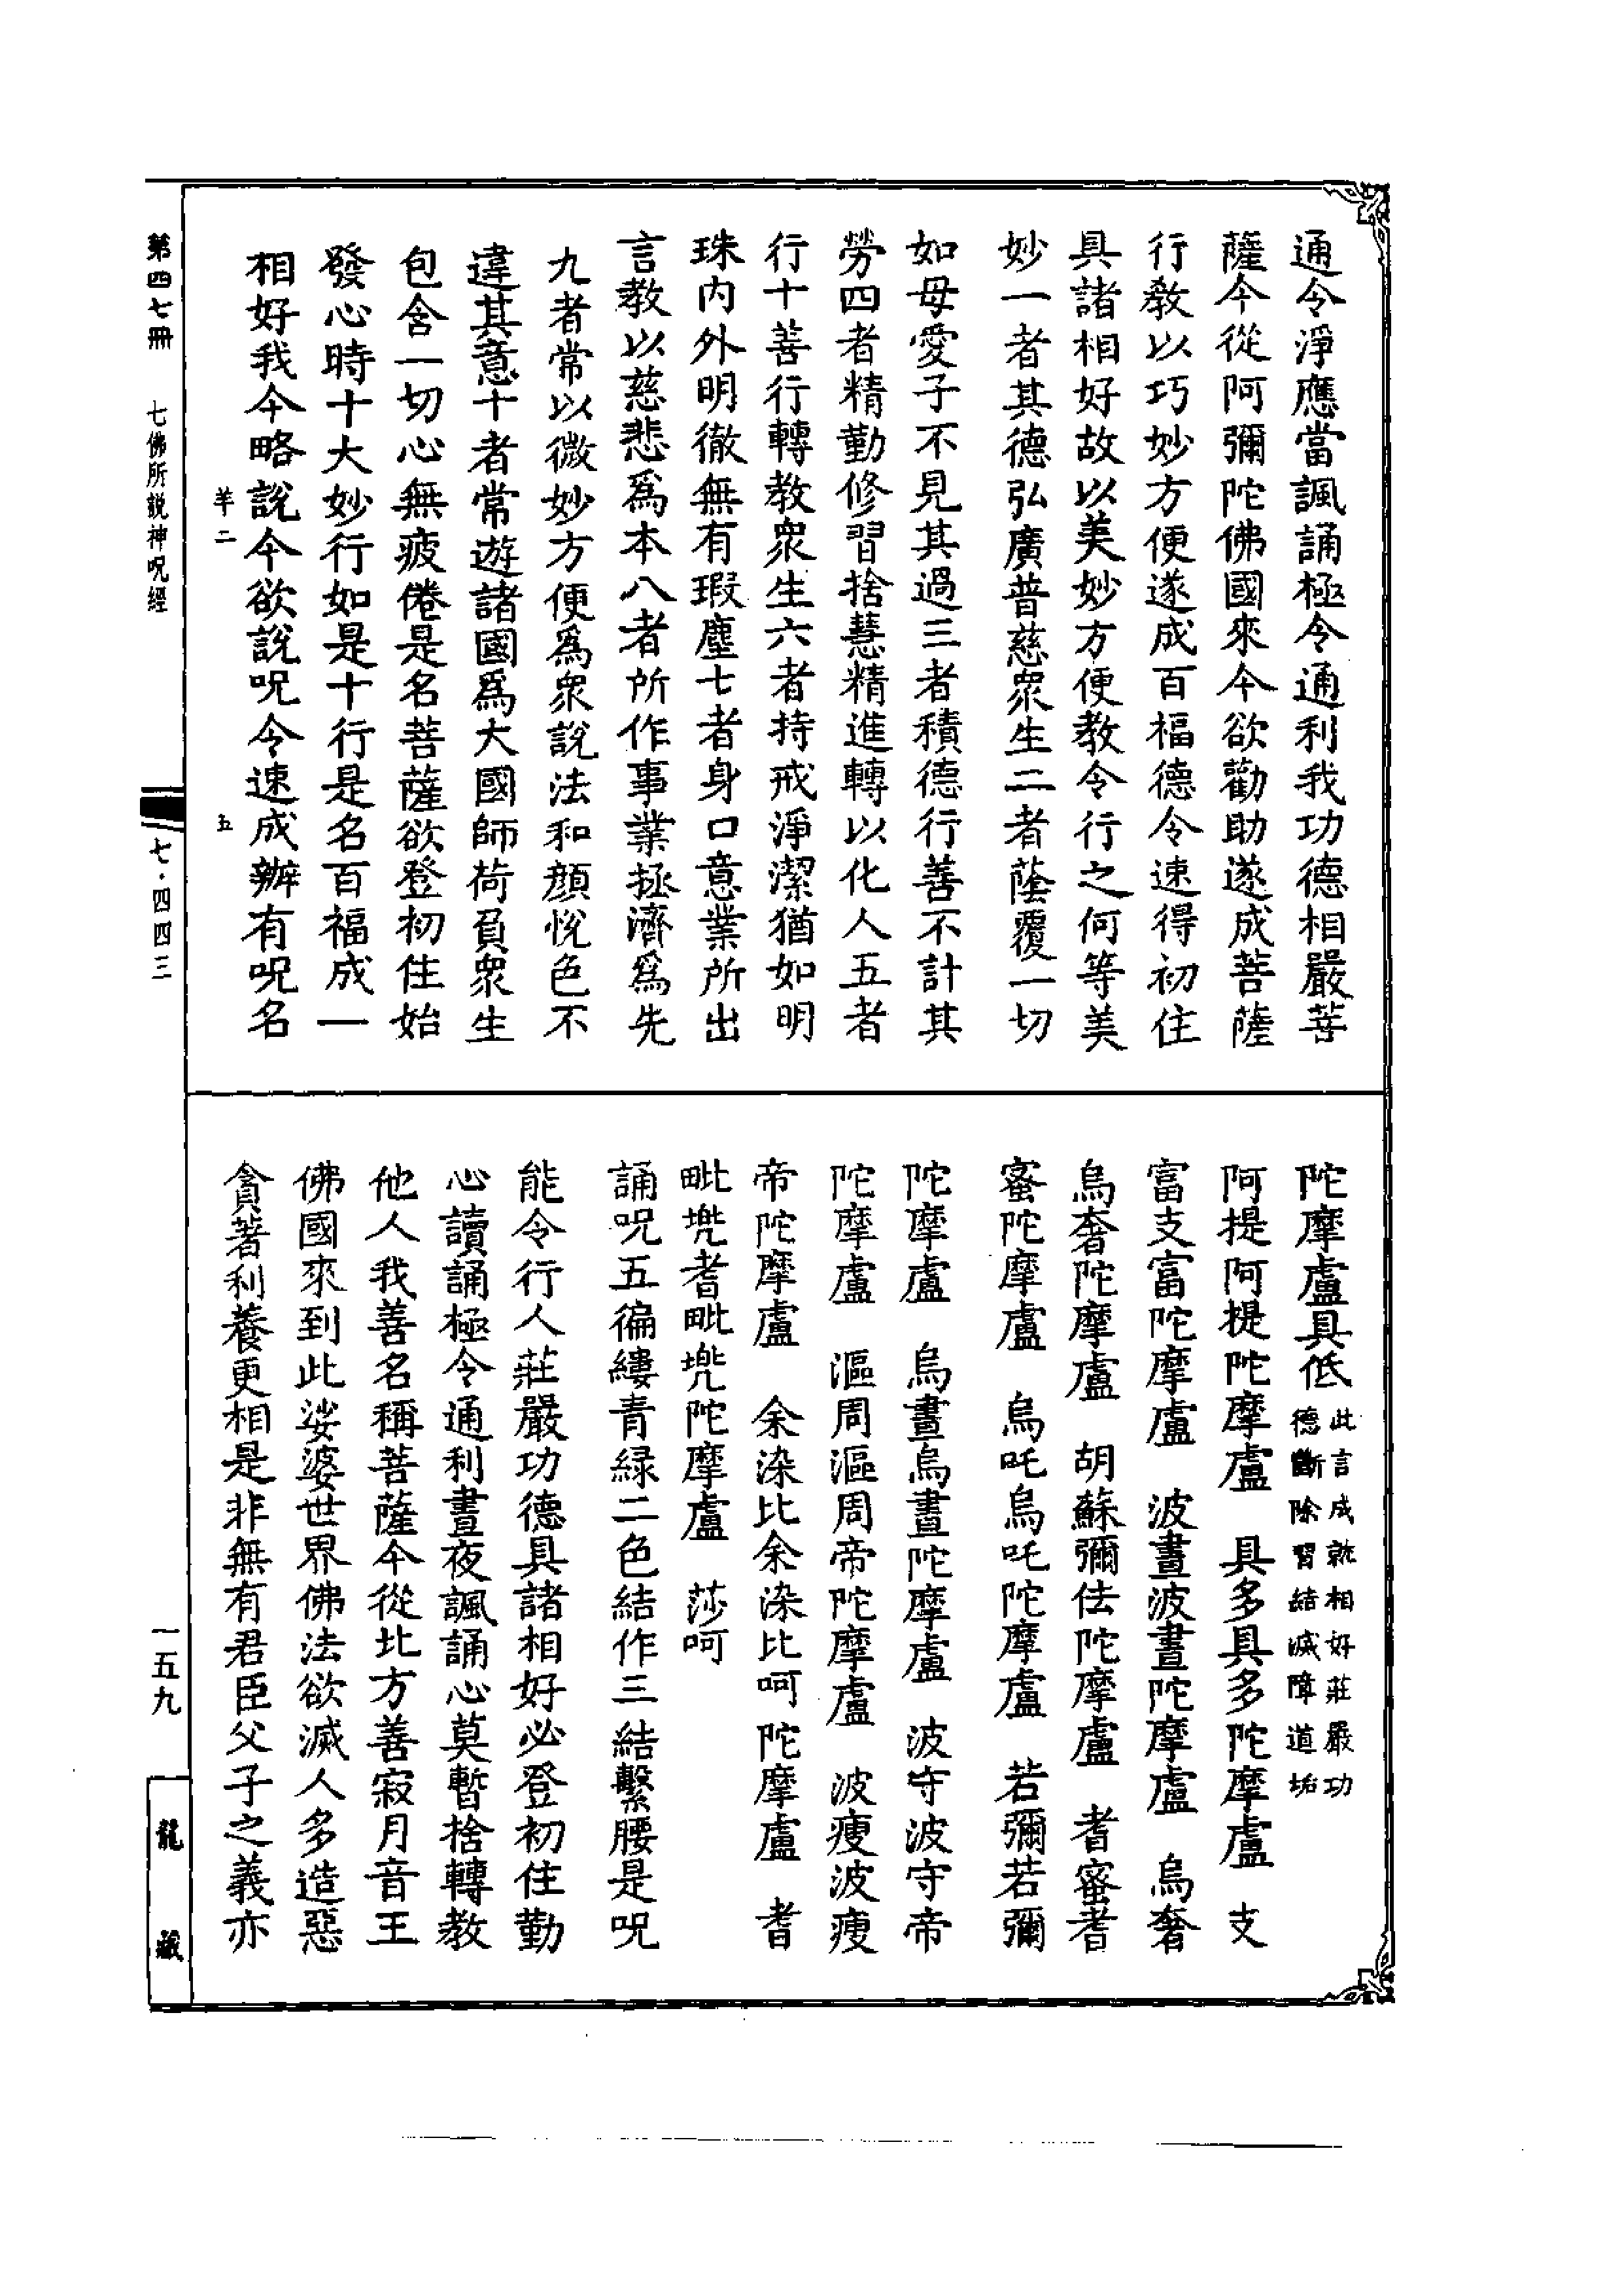 通令淨應當諷誦極令通利我功德相嚴菩
薩今從阿彌陀佛國來今欲勸助遂成菩薩
行教以巧妙方便遂成百福德令速得初住
具諸相好故以美妙方便教令行之何等美
妙一者其德弘廣普慈衆生二者蔭覆一切
如母愛子不見其過三者積德行善不計其
勞四者精勤修習捨慧精進轉以化人五者
行十善行轉教衆生六者持戒淨潔猶如明
珠内外明徹無有瑕塵七者身口意業所出
言教以慈悲爲本八者所作事業拯濟爲先
九者常以微妙方便爲衆說法和顔悅色不
違其意十者常遊諸國爲大國師荷負衆生
包含一切心無疲倦是名菩薩欲登初住始
發心時十大妙行如是十行是名百福成一
相好我今略說今欲說呪令速成辦有呪名
陀摩盧具低此言成就相好莊嚴功
德斷除習結滅障道垢
阿提阿提陀摩盧　具多具多陀摩盧　支
富支富陀摩盧　波晝波晝陀摩盧　烏奢
烏奢陀摩盧　胡蘇彌佉陀摩盧　耆蜜耆
蜜陀摩盧　烏吒烏吒陀摩盧　若彌若彌
陀摩盧　烏晝烏晝陀摩盧　波守波守帝
陀摩盧　漚周漚周帝陀摩盧　波瘦波瘦
帝陀摩盧　余染比余染比呵陀摩盧　耆
毗兜耆毗兜陀摩盧　莎呵
誦呪五徧縷青緑二色結作三結繫腰是呪
能令行人莊嚴功德具諸相好必登初住勤
心讀誦極令通利晝夜諷誦心莫暫捨轉教
他人我善名稱菩薩今從北方善寂月音王
佛國來到此娑婆世界佛法欲滅人多造惡
貪著利養更相是非無有君臣父子之義亦
羊二
五
第四七冊　七佛所説神呪經
七·四四三
一五九
龍藏